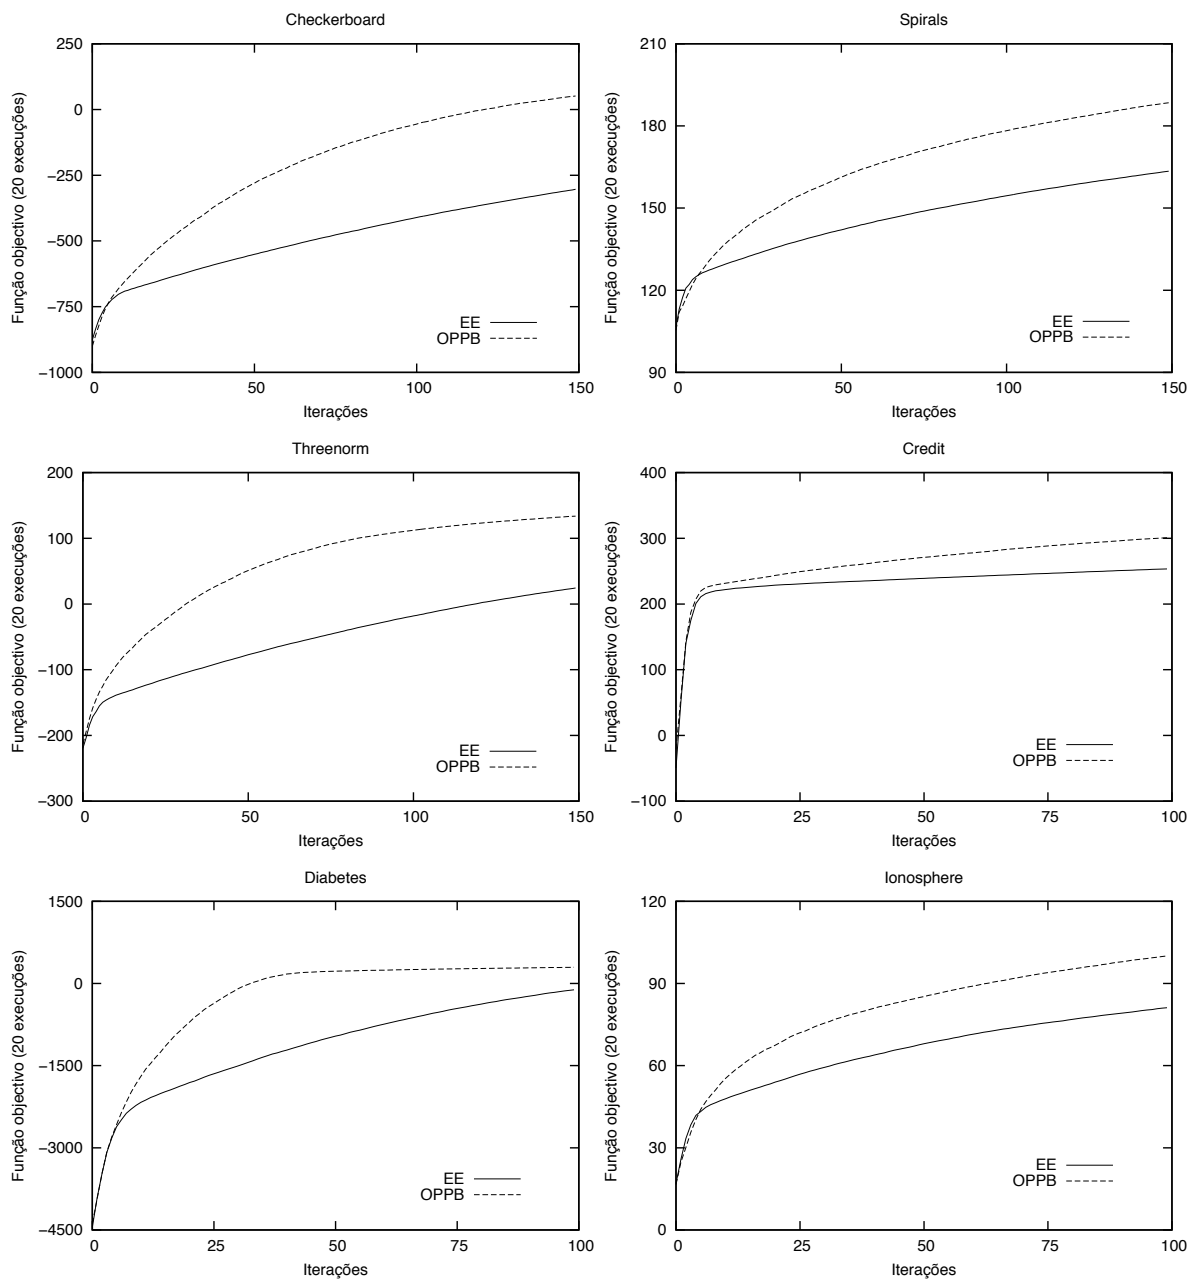 Checkerboard
Função objectivo (20 execuções)
250
0
−250
−500
−750
−1000
EE
OPPB
0 50 100 150
Iterações
Spirals
Função objectivo (20 execuções)
210
180
150
120
90
EE
OPPB
0 50 100 150
Iterações
Threenorm
Função objectivo (20 execuções)
200
100
0
−100
−200
−300
EE
OPPB
0 50 100 150
Iterações
Credit
Função objectivo (20 execuções)
400
300
200
100
0
−100
EE
OPPB
0 25 50 75 100
Iterações
Diabetes
Função objectivo (20 execuções)
1500
0
−1500
−3000
−4500
EE
OPPB
0 25 50 75 100
Iterações
Ionosphere
Função objectivo (20 execuções)
120
90
60
30
0
EE
OPPB
0 25 50 75 100
Iterações